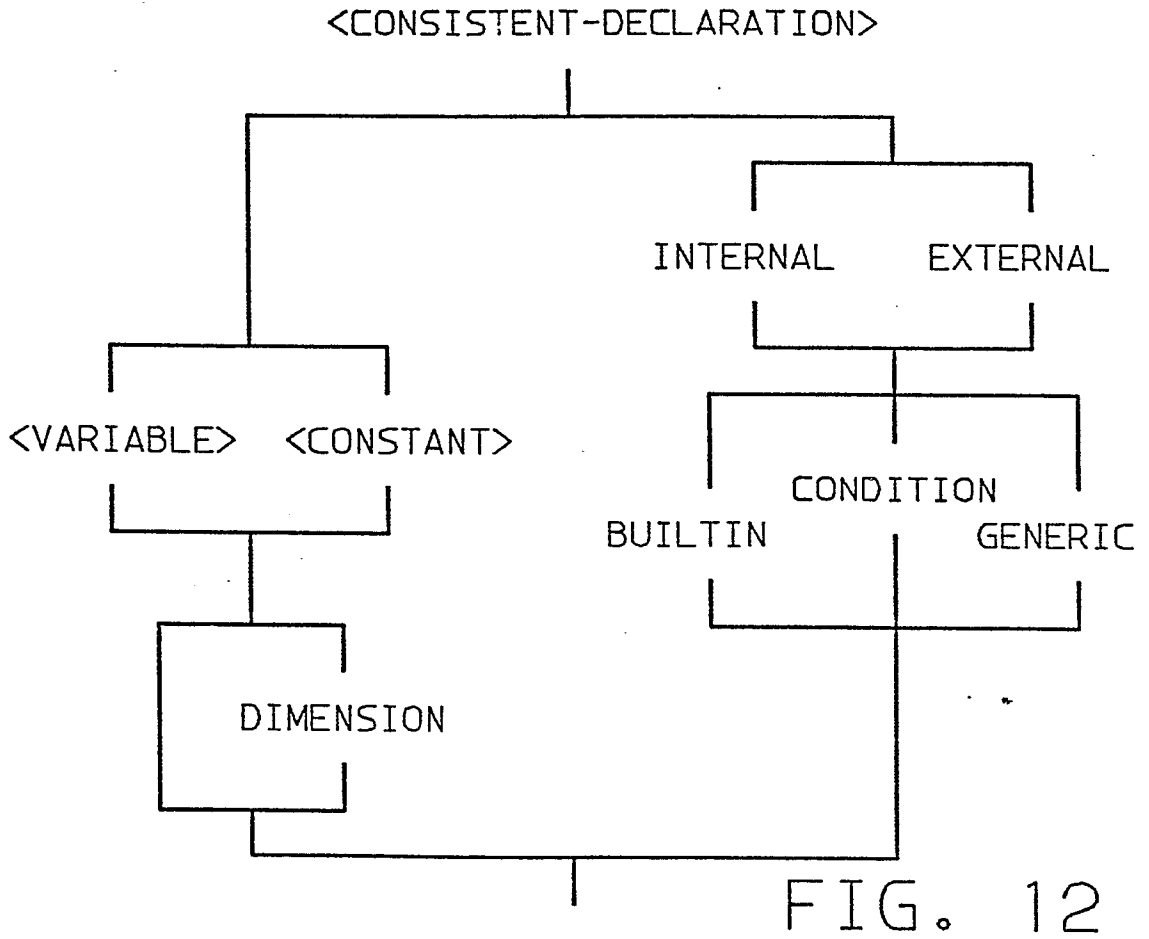 <CONSISTENT-DECLARATION>
INTERNAL EXTERNAL
<VARIABLE> <CONSTANT>
CONDITION
BUILTIN GENERIC
DIMENSION
FIG. 12